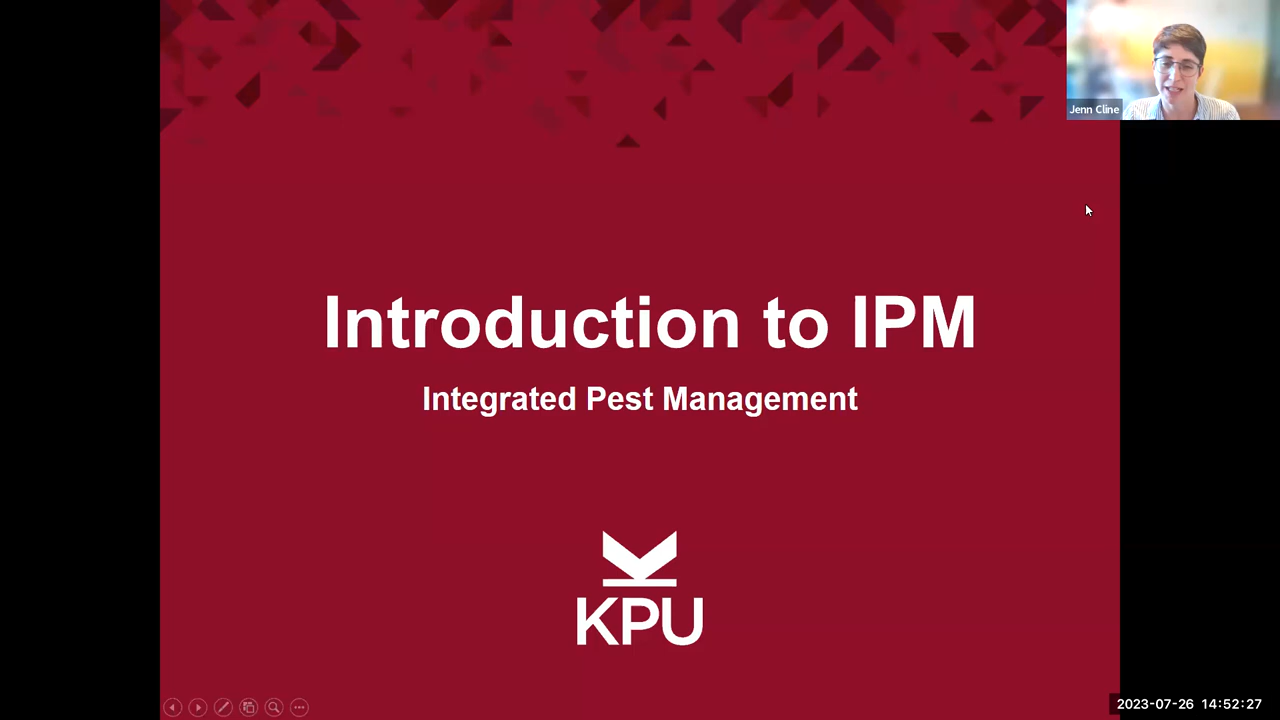 Jenn Cline
Introduction to IPM
Integrated Pest Management
KPU
2023-07-26 14:52:27